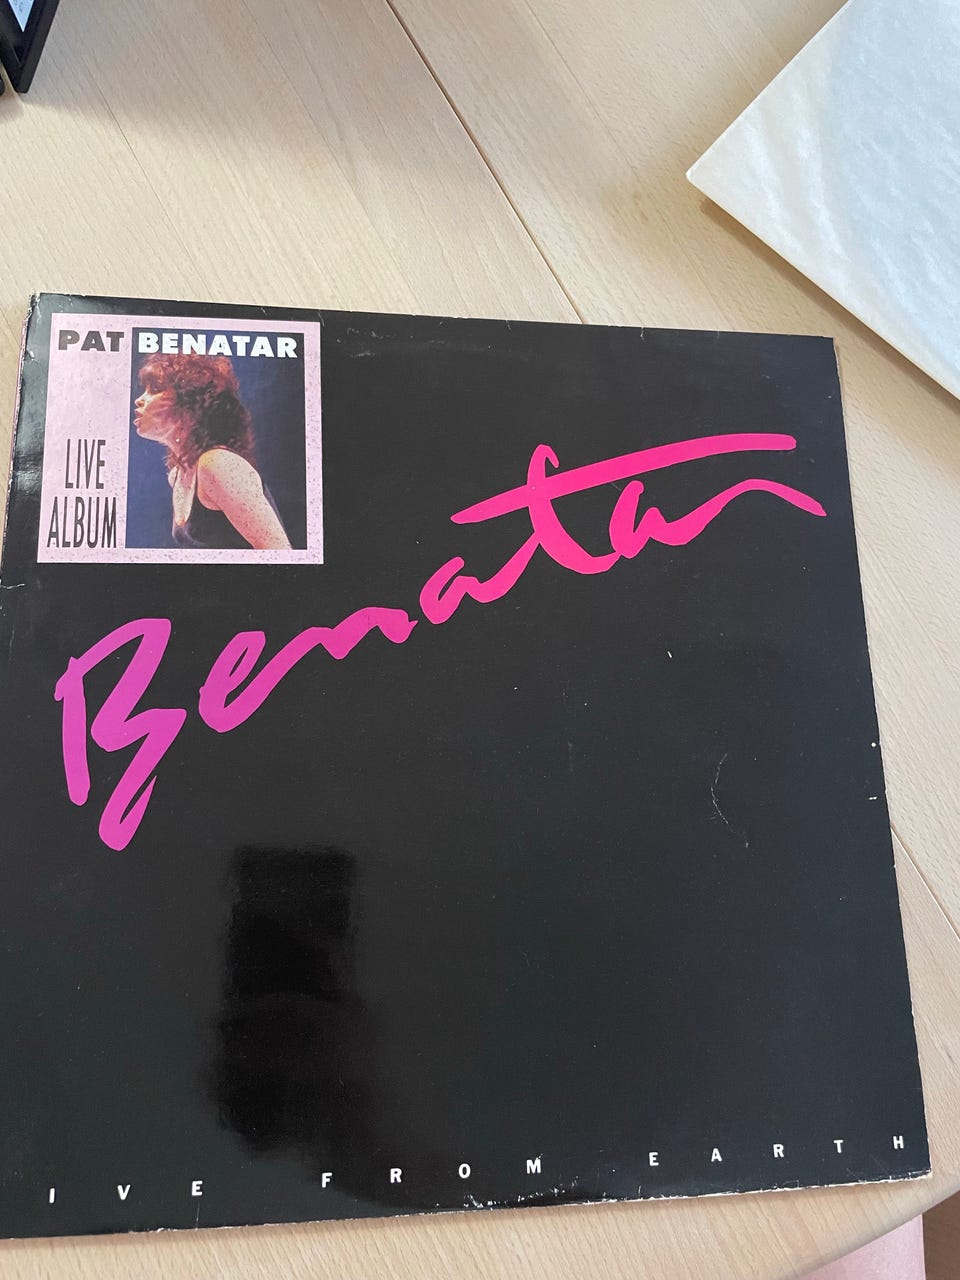 PAT BENATAR
LIVE
ALBUM
Benatar
IVE FROM EARTH